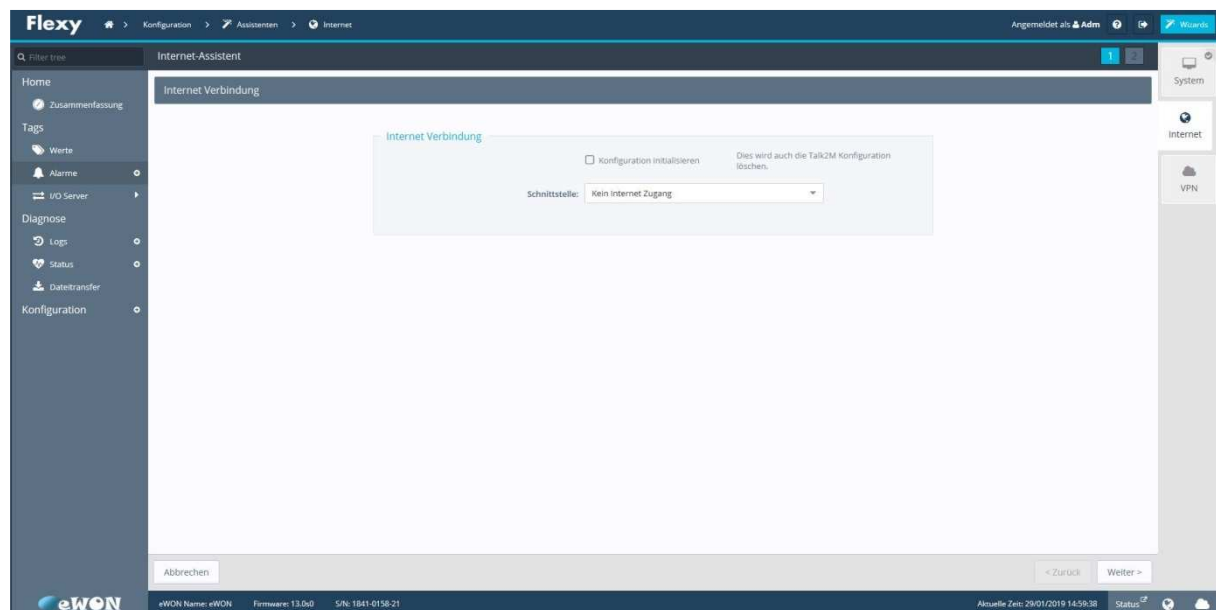 Flexy
Konfiguration > Assistenten > Internet
Angemeldet als Adm
Wizards
Filter tree
Internet-Assistent
1 2
System
Home
Internet Verbindung
Zusammenfassung
Internet
Tags
Internet Verbindung
Werte
Konfiguration initialisieren
Dies wird auch die Talk2M Konfiguration
löschen.
Alarme
VPN
I/O Server
Schnittstelle: Kein Internet Zugang
Diagnose
Logs
Status
Dateitransfer
Konfiguration
Abbrechen
< Zurück
Weiter >
eWON
eWON Name: eWON Firmware: 13.0s0 S/N: 1841-0158-21
Aktuelle Zeit: 29/01/2019 14:59:38
Status